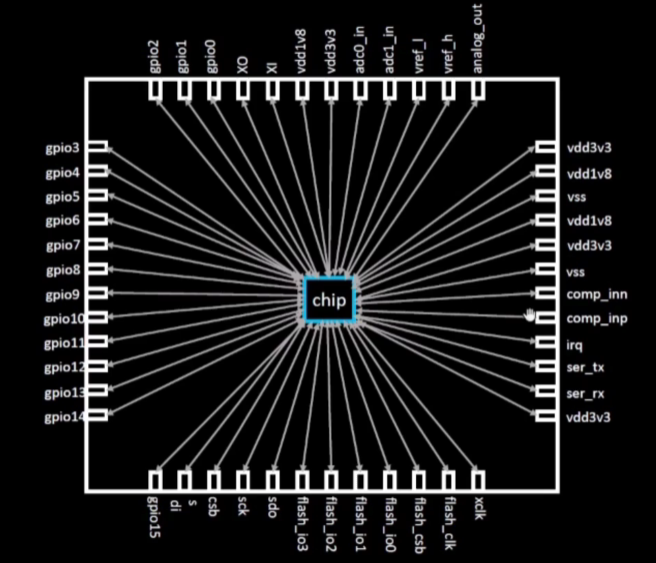 gpio2
gpio1
gpio0
XO
XI
vdd1v8
vdd3v3
adc0_in
adc1_in
vref_l
vref_h
analog_out
gpio3
gpio4
gpio5
gpio6
gpio7
gpio8
gpio9
gpio10
gpio11
gpio12
gpio13
gpio14
chip
vdd3v3
vdd1v8
vss
vdd1v8
vdd3v3
vss
comp_inn
comp_inp
irq
ser_tx
ser_rx
vdd3v3
gpio15
s
di
csb
sck
sdo
flash_io3
flash_io2
flash_io1
flash_io0
flash_csb
flash_clk
xclk